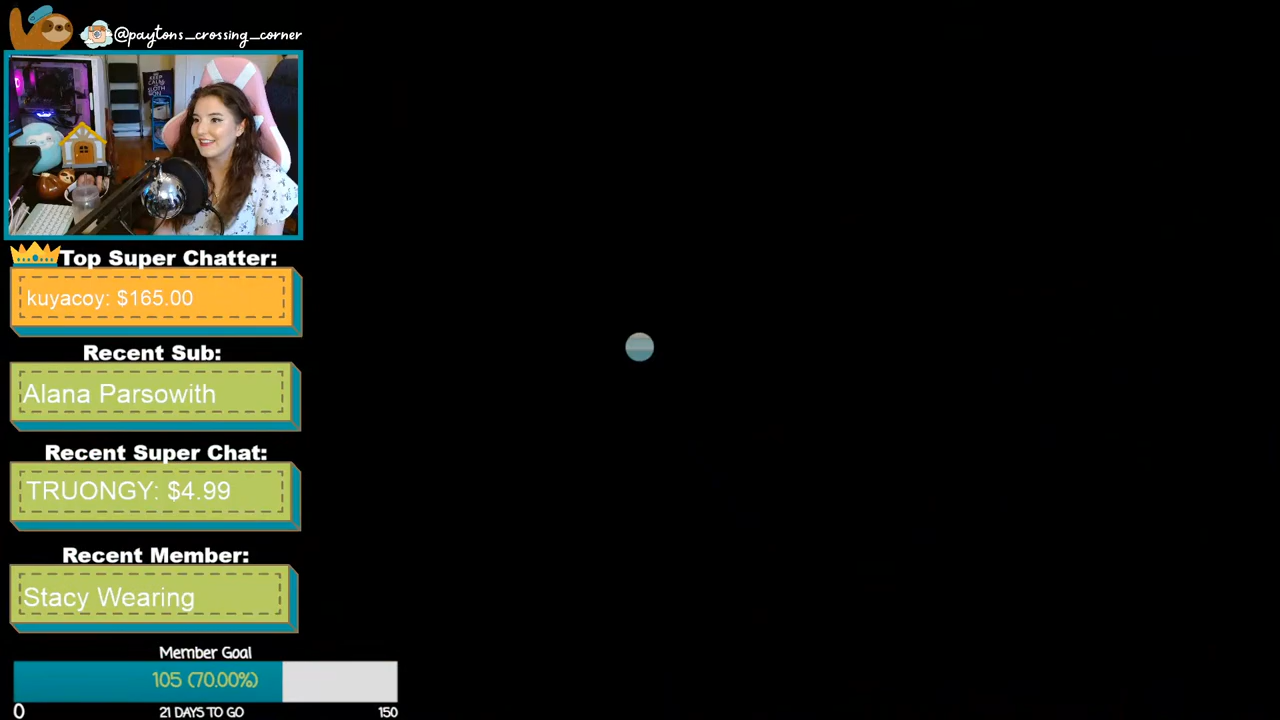 @paytons_crossing_corner
Top Super Chatter:
kuyacoy: $165.00
Recent Sub:
Alana Parsowith
Recent Super Chat:
TRUONGY: $4.99
Recent Member:
Stacy Wearing
Member Goal
105 (70.00%)
0 21 DAYS TO GO 150